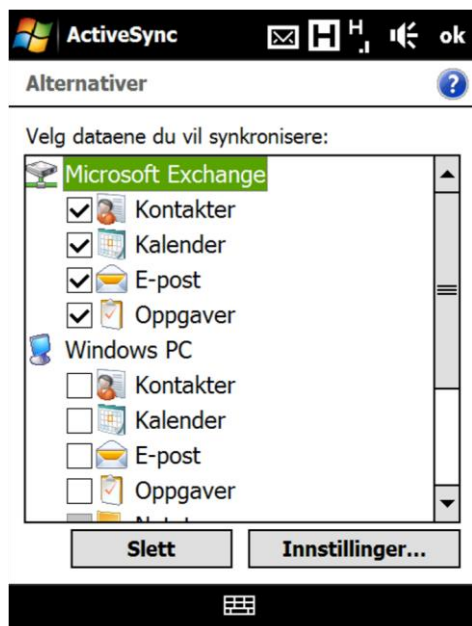 ActiveSync H H ok
Alternativer ?
Velg dataene du vil synkronisere:
Microsoft Exchange
Kontakter
Kalender
E-post
Oppgaver
Windows PC
Kontakter
Kalender
E-post
Oppgaver
Slett Innstillinger...